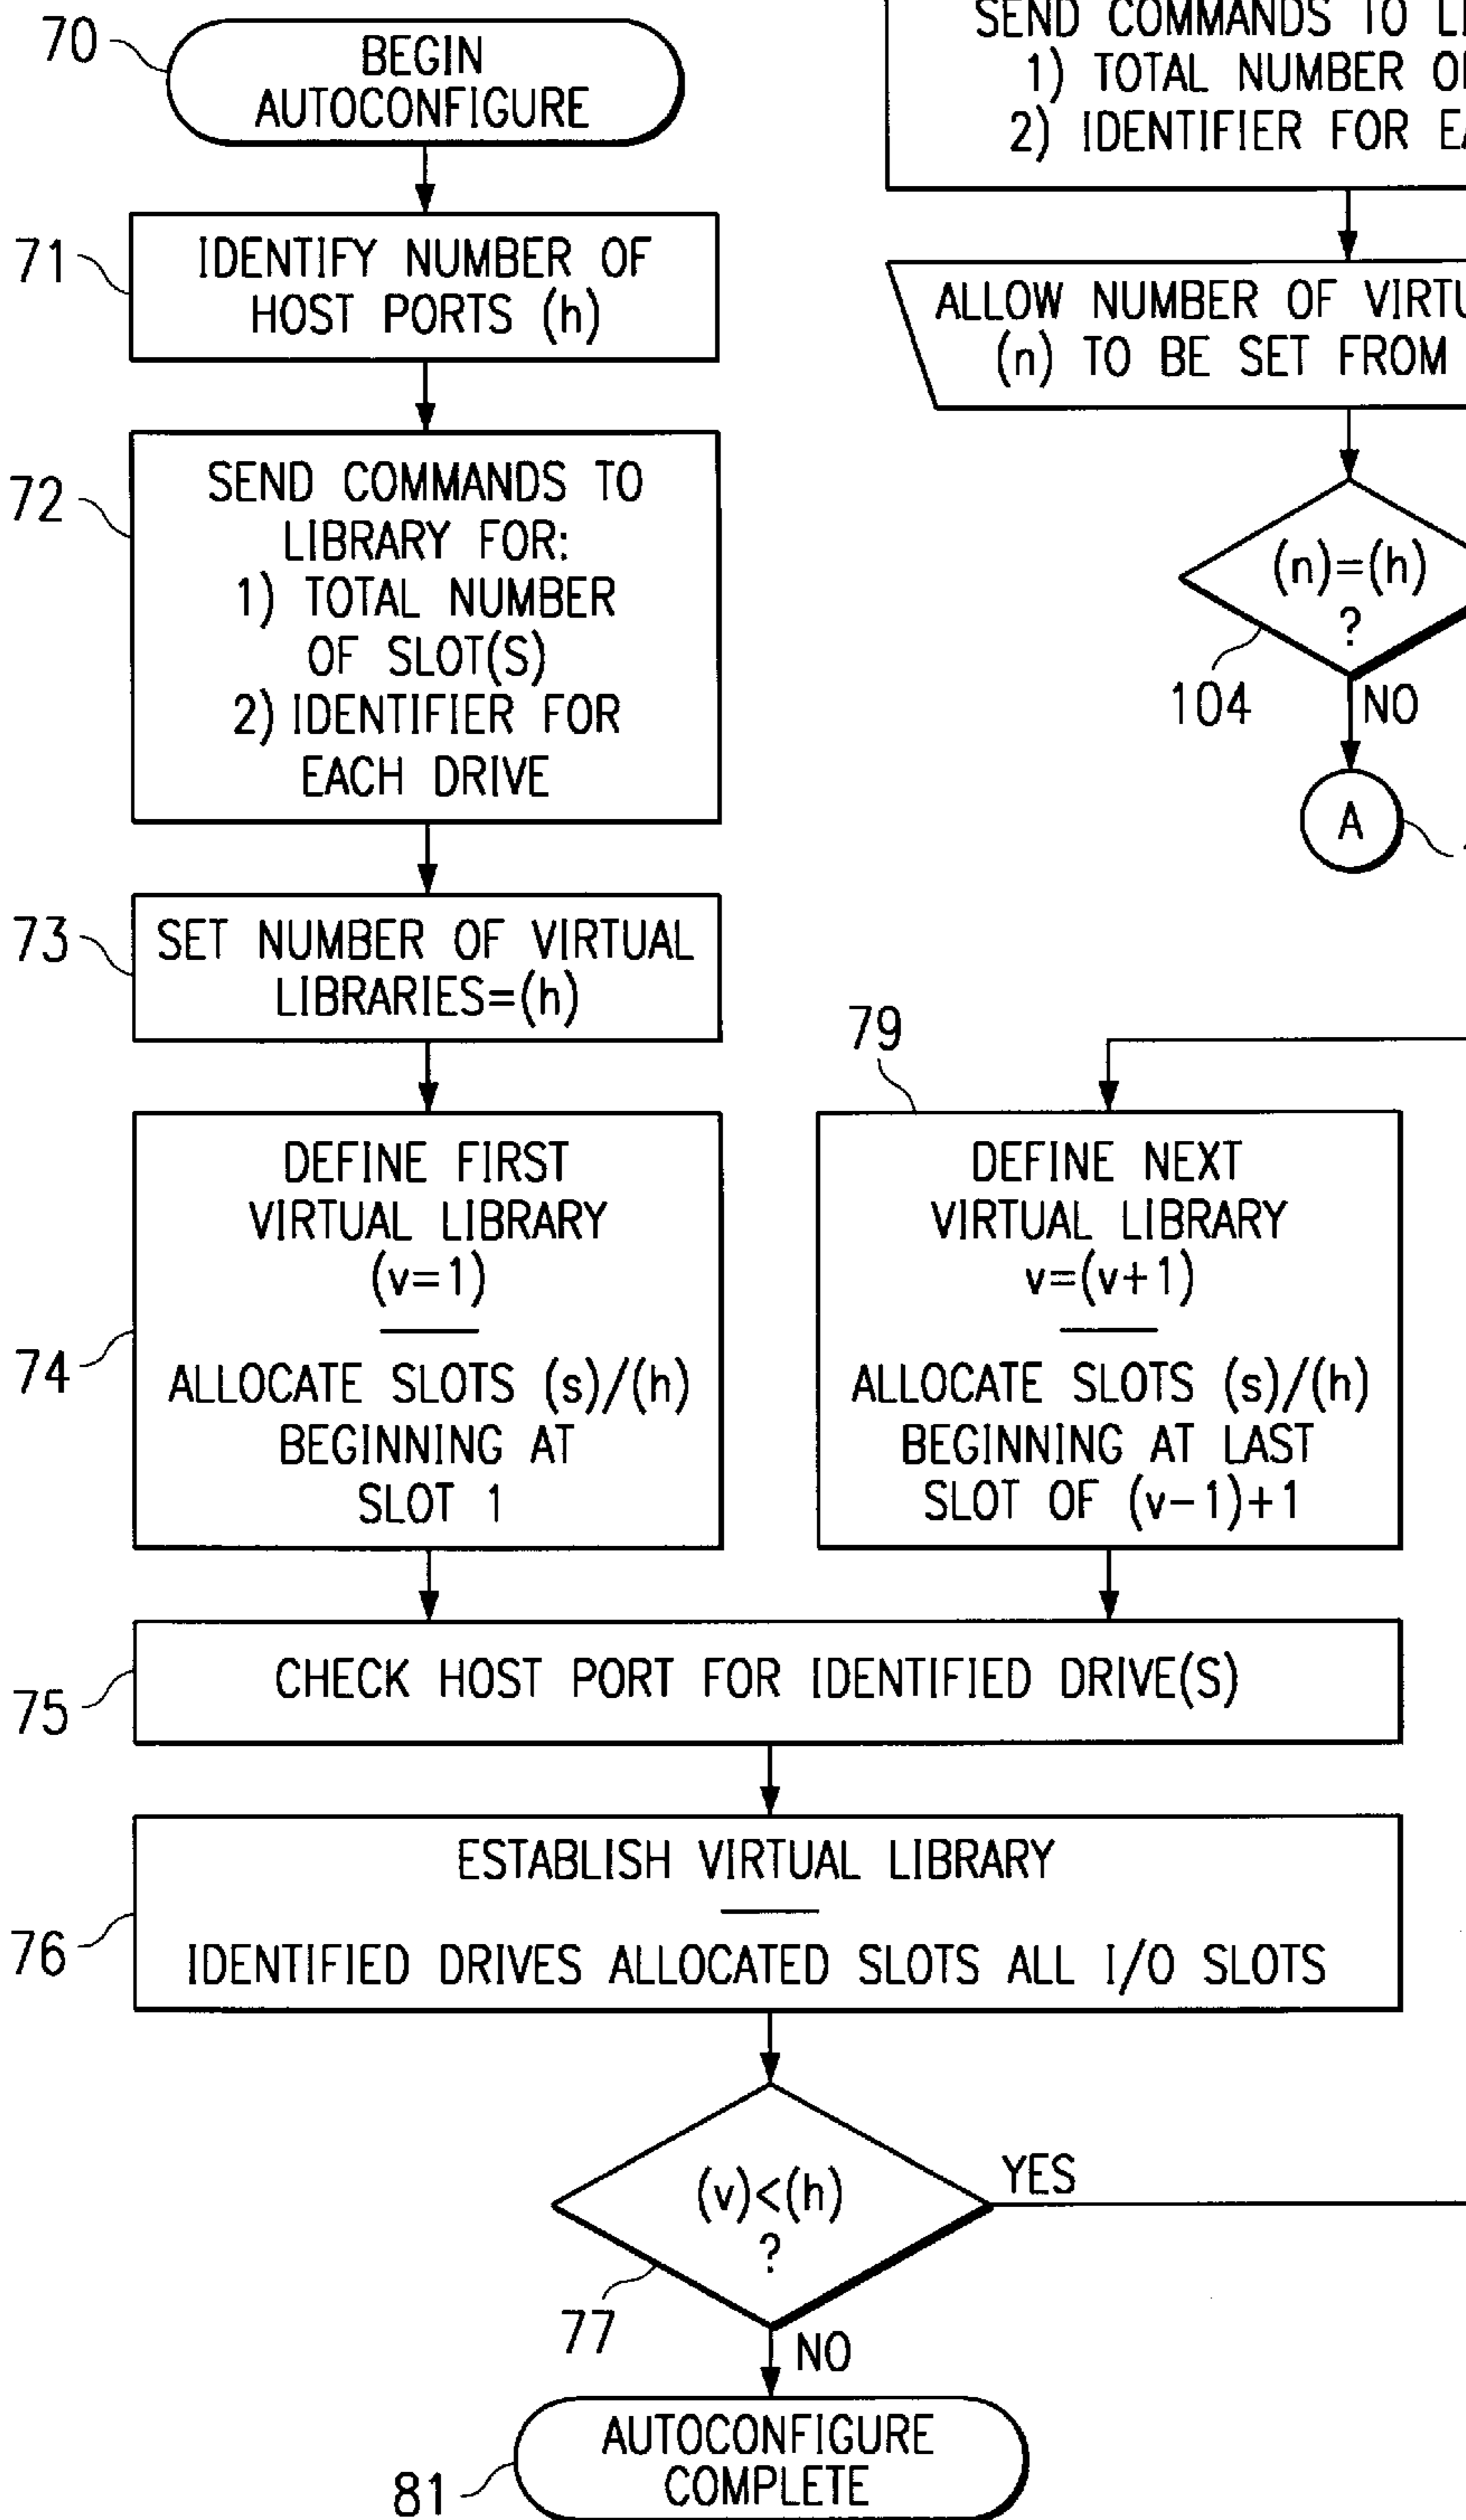 70
BEGIN
AUTOCONFIGURE
71
IDENTIFY NUMBER OF
HOST PORTS (h)
72
SEND COMMANDS TO
LIBRARY FOR:
1) TOTAL NUMBER
OF SLOT(S)
2) IDENTIFIER FOR
EACH DRIVE
73
SET NUMBER OF VIRTUAL
LIBRARIES=(h)
74
DEFINE FIRST
VIRTUAL LIBRARY
(v=1)
ALLOCATE SLOTS (s)/(h)
BEGINNING AT
SLOT 1
SEND COMMANDS TO
1) TOTAL NUMBER
2) IDENTIFIER FOR
ALLOW NUMBER OF
(n) TO BE SET FROM
(n)=(h)
?
104
NO
A
79
DEFINE NEXT
VIRTUAL LIBRARY
v=(v+1)
ALLOCATE SLOTS (s)/(h)
BEGINNING AT LAST
SLOT OF (v-1)+1
75
CHECK HOST PORT FOR IDENTIFIED DRIVE(S)
76
ESTABLISH VIRTUAL LIBRARY
IDENTIFIED DRIVES ALLOCATED SLOTS ALL I/O SLOTS
(v)<(h)
?
YES
77
NO
81
AUTOCONFIGURE
COMPLETE